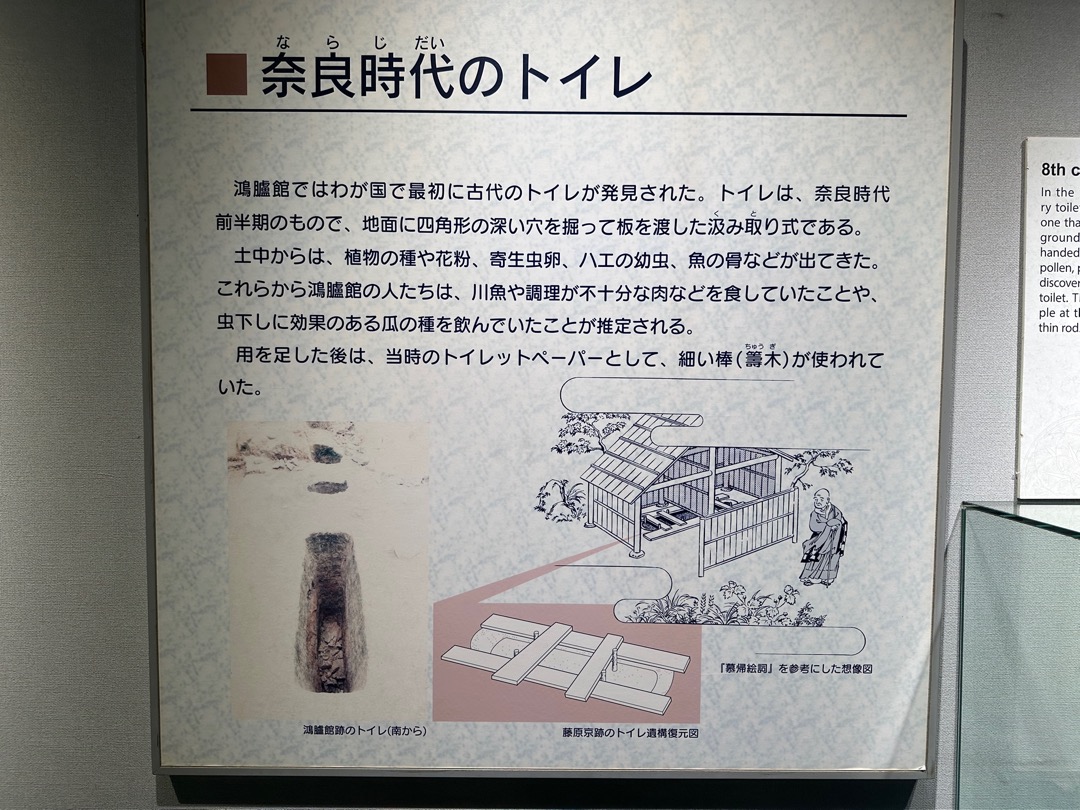 な ら じ だい
■奈良時代のトイレ
鴻臚館ではわが国で最初に古代のトイレが発見された。トイレは、奈良時代
く と
前半期のもので、地面に四角形の深い穴を掘って板を渡した汲み取り式である。
土中からは、植物の種や花粉、寄生虫卵、ハエの幼虫、魚の骨などが出てきた。
これらから鴻臚館の人たちは、川魚や調理が不十分な肉などを食していたことや、
虫下しに効果のある瓜の種を飲んでいたことが推定される。
ちゅう ぎ
用を足した後は、当時のトイレットペーパーとして、細い棒(籌木)が使われて
いた。
「慕帰絵詞」を参考にした想像図
鴻臚館跡のトイレ(南から)
藤原京跡のトイレ遺構復元図
8th c
In the
ry toile
one tha
ground
handed
pollen, p
discover
toilet. T
ple at th
thin rod